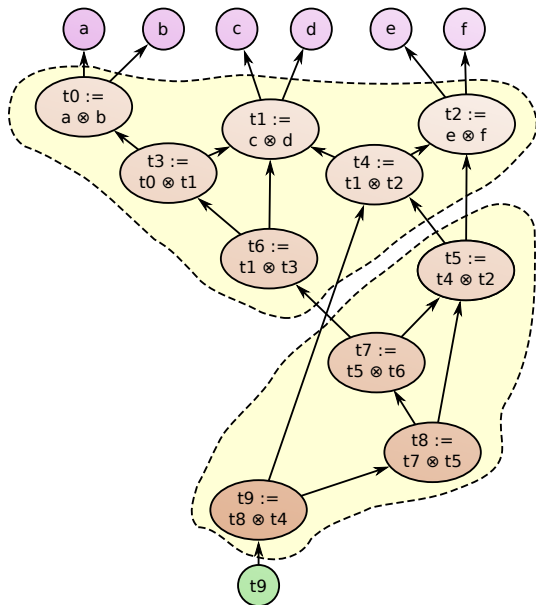 a
b
c
d
e
f
t0 :=
a ⊗ b
t1 :=
c ⊗ d
t2 :=
e ⊗ f
t3 :=
t0 ⊗ t1
t4 :=
t1 ⊗ t2
t6 :=
t1 ⊗ t3
t5 :=
t4 ⊗ t2
t7 :=
t5 ⊗ t6
t8 :=
t7 ⊗ t5
t9 :=
t8 ⊗ t4
t9